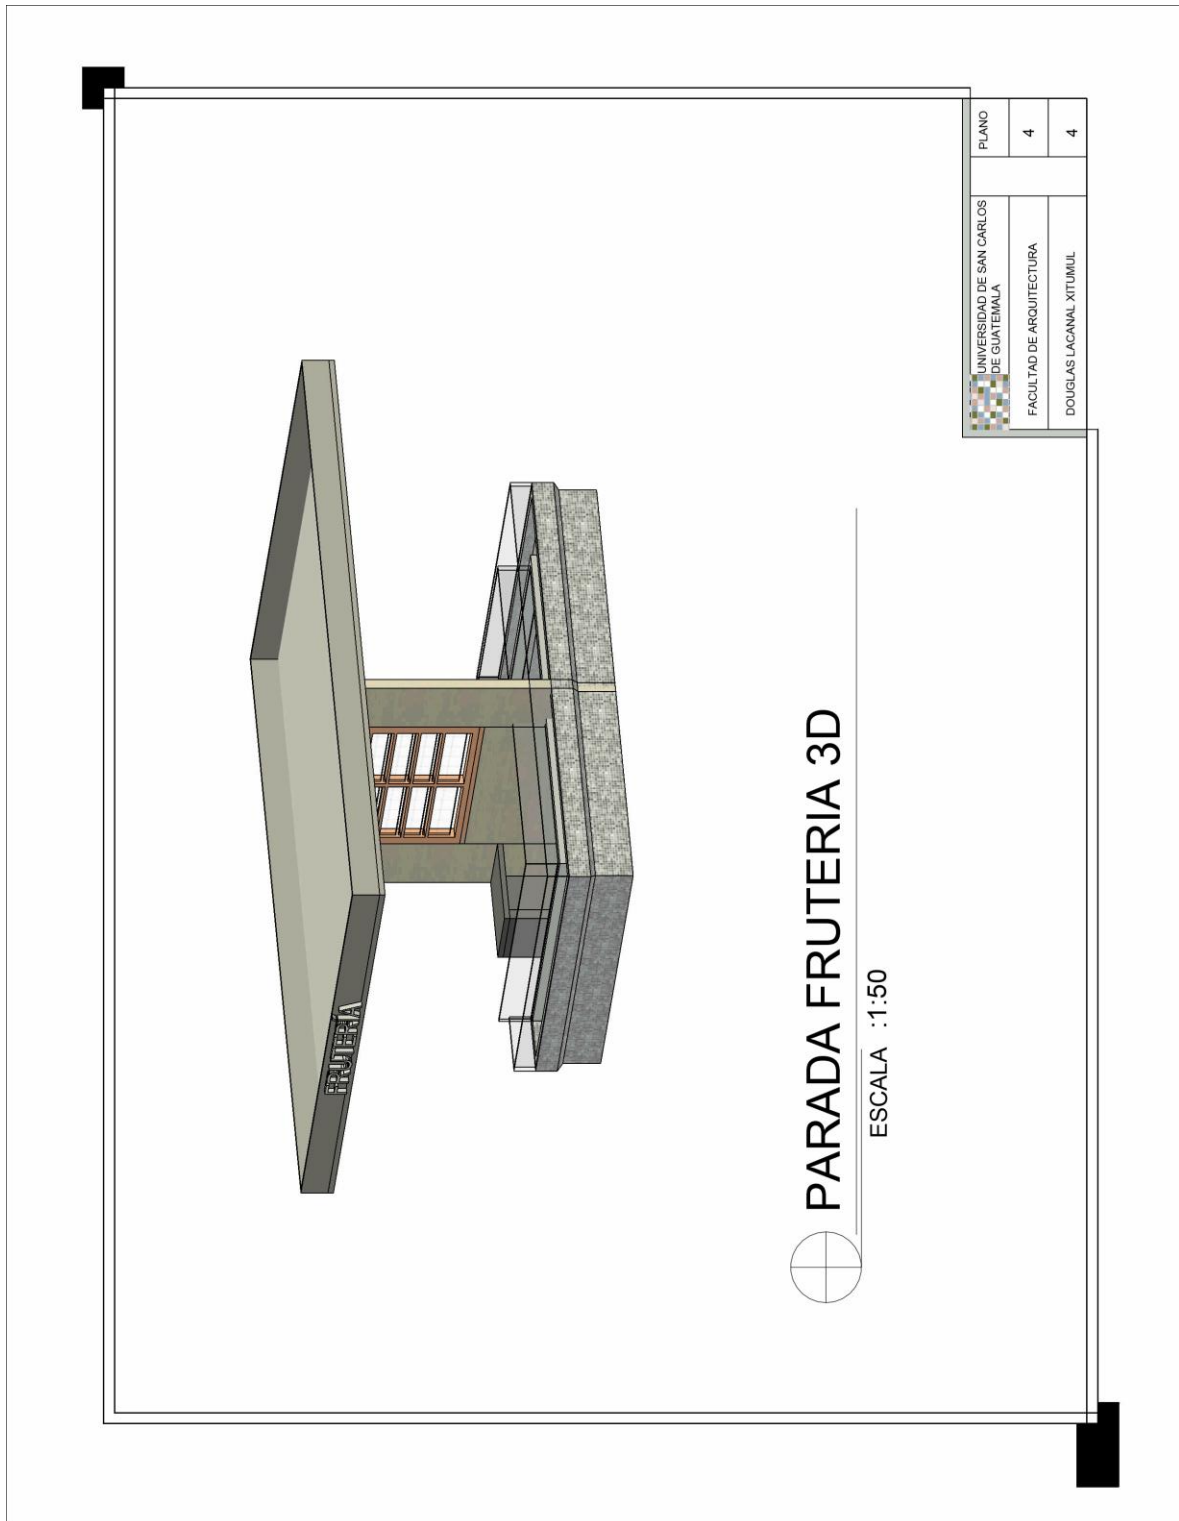 FRUTERIA
PARADA FRUTERIA 3D
ESCALA :1:50
UNIVERSIDAD DE SAN CARLOS
DE GUATEMALA
PLANO
FACULTAD DE ARQUITECTURA
4
DOUGLAS LACANAL XITUMUL
4